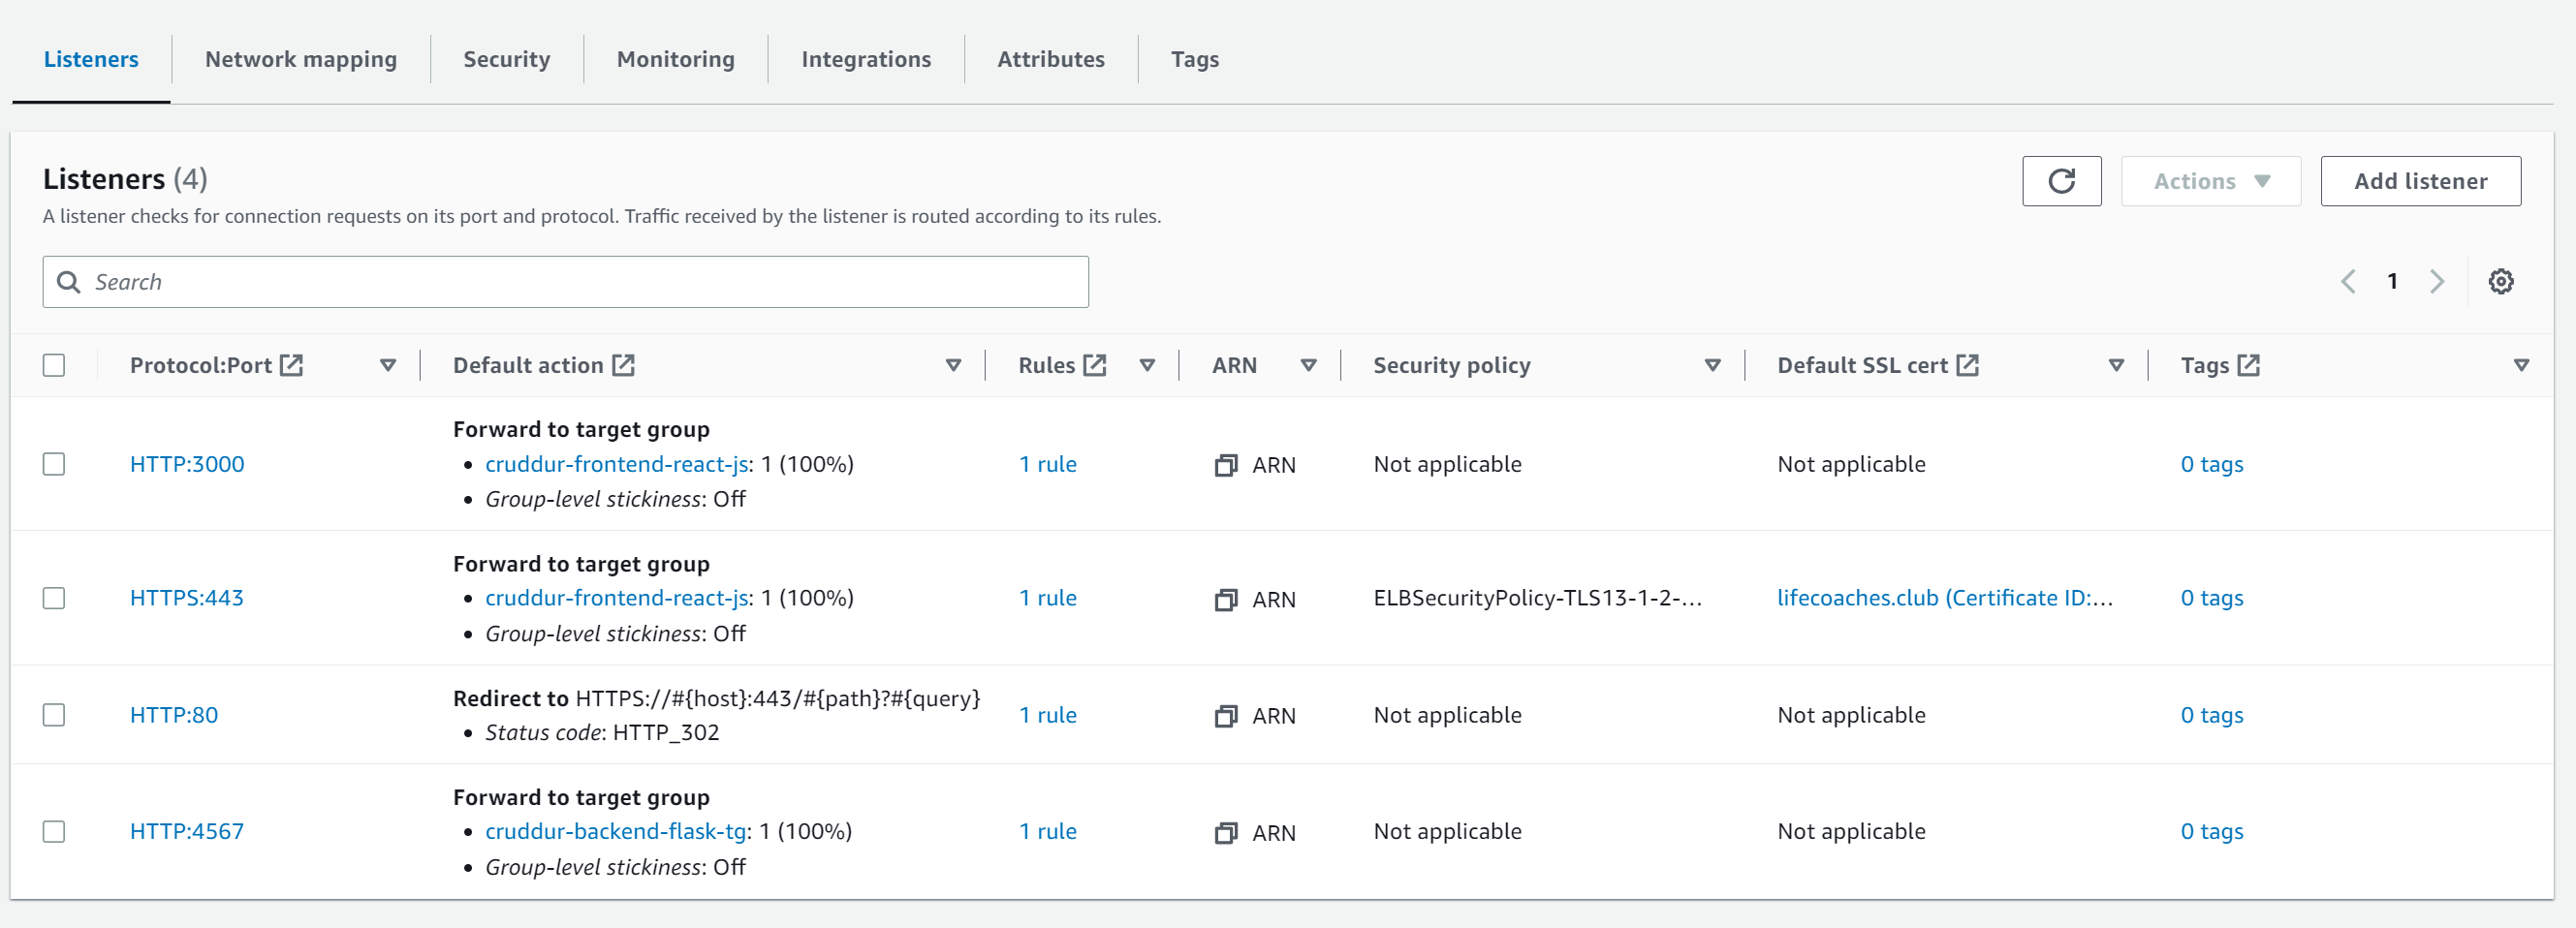 Listeners Network mapping Security Monitoring Integrations Attributes Tags
Listeners (4)
A listener checks for connection requests on its port and protocol. Traffic received by the listener is routed according to its rules.
Actions Add listener
Search
1
Protocol:Port Default action Rules ARN Security policy Default SSL cert Tags
Forward to target group
HTTP:3000 • cruddur-frontend-react-js: 1 (100%) 1 rule ARN Not applicable Not applicable 0 tags
• Group-level stickiness: Off
Forward to target group
HTTPS:443 • cruddur-frontend-react-js: 1 (100%) 1 rule ARN ELBSecurityPolicy-TLS13-1-2-... lifecoaches.club (Certificate ID:... 0 tags
• Group-level stickiness: Off
Redirect to HTTPS://#{host}:443/#{path}?#{query}
HTTP:80 1 rule ARN Not applicable Not applicable 0 tags
• Status code: HTTP_302
Forward to target group
HTTP:4567 • cruddur-backend-flask-tg: 1 (100%) 1 rule ARN Not applicable Not applicable 0 tags
• Group-level stickiness: Off